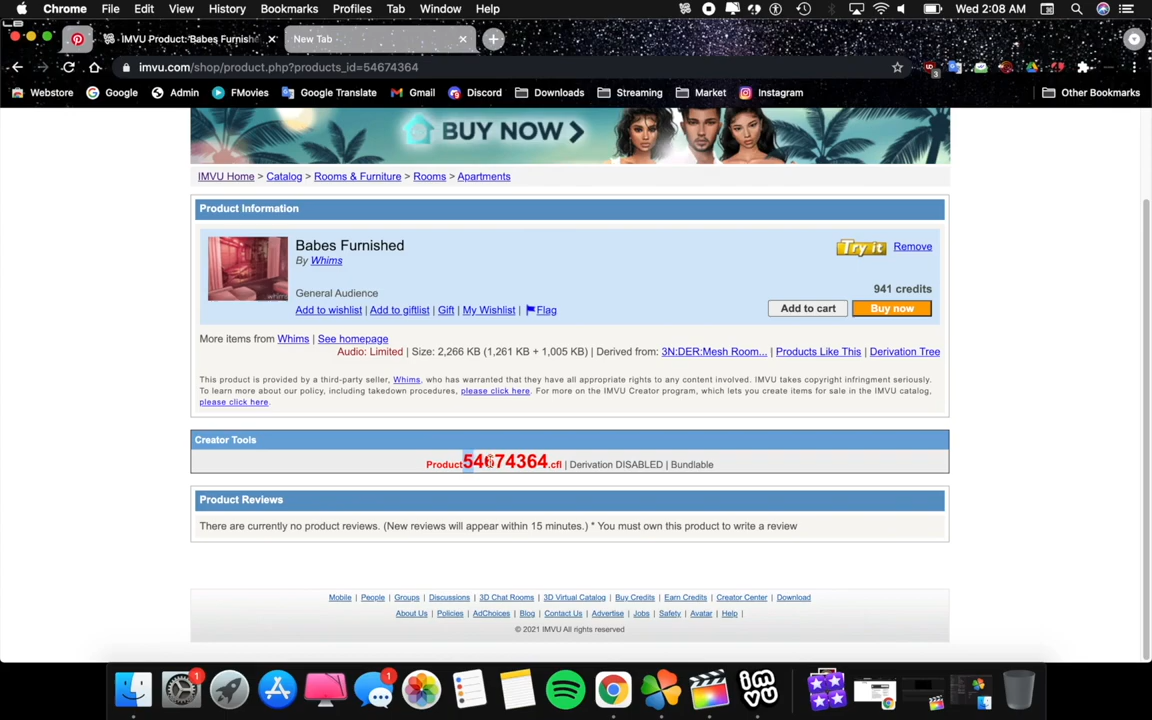 Chrome File Edit View History Bookmarks Profiles Tab Window Help Wed 2:08 AM
IMVU Product: Babes Furnishe New Tab
imvu.com/shop/product.php?products_id=54674364
Webstore Google Admin FMovies Google Translate Gmail Discord Downloads Streaming Market Instagram Other Bookmarks
BUY NOW
IMVU Home > Catalog > Rooms & Furniture > Rooms > Apartments
Product Information
Babes Furnished
By Whims
Try it Remove
whims
General Audience
941 credits
Add to wishlist | Add to giftlist | Gift | My Wishlist | Flag
Add to cart Buy now
More items from Whims | See homepage
Audio: Limited | Size: 2,266 KB (1,261 KB + 1,005 KB) | Derived from: 3N:DER:Mesh Room... | Products Like This | Derivation Tree
This product is provided by a third-party seller, Whims, who has warranted that they have all appropriate rights to any content involved. IMVU takes copyright infringment seriously.
To learn more about our policy, including takedown procedures, please click here. For more on the IMVU Creator program, which lets you create items for sale in the IMVU catalog,
please click here.
Creator Tools
Product54674364.cfl | Derivation DISABLED | Bundlable
Product Reviews
There are currently no product reviews. (New reviews will appear within 15 minutes.) * You must own this product to write a review
Mobile | People | Groups | Discussions | 3D Chat Rooms | 3D Virtual Catalog | Buy Credits | Earn Credits | Creator Center | Download
About Us | Policies | AdChoices | Blog | Contact Us | Advertise | Jobs | Safety | Avatar | Help |
© 2021 IMVU All rights reserved
1
1
imvu